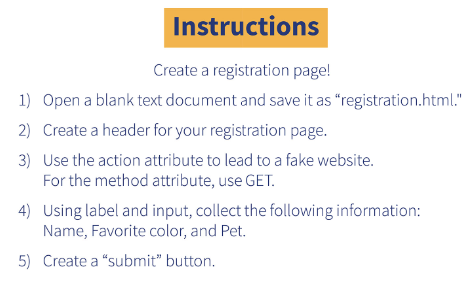 Instructions
Create a registration page!
1) Open a blank text document and save it as “registration.html."
2) Create a header for your registration page.
3) Use the action attribute to lead to a fake website.
For the method attribute, use GET.
4) Using label and input, collect the following information:
Name, Favorite color, and Pet.
5) Create a “submit” button.